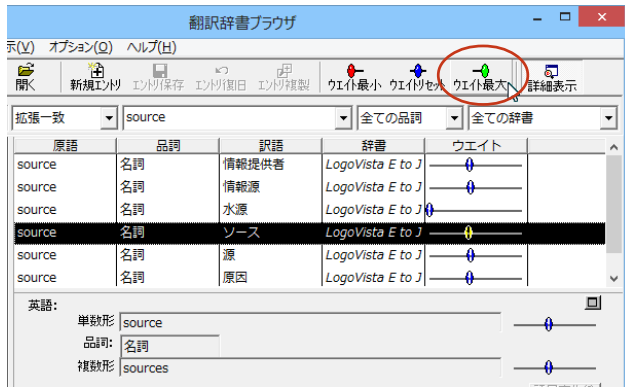 翻訳辞書ブラウザ
示(V) オプション(O) ヘルプ(H)
開く 新規エントリ エントリ保存 エントリ復旧 エントリ複製 ウエイト最小 ウエイトリセット ウエイト最大 詳細表示
拡張一致 source 全ての品詞 全ての辞書
原語 品詞 訳語 辞書 ウエイト
source 名詞 情報提供者 LogoVista E to J
source 名詞 情報源 LogoVista E to J
source 名詞 水源 LogoVista E to J
source 名詞 ソース LogoVista E to J
source 名詞 源 LogoVista E to J
source 名詞 原因 LogoVista E to J
英語:
単数形 source
品詞: 名詞
複数形 sources